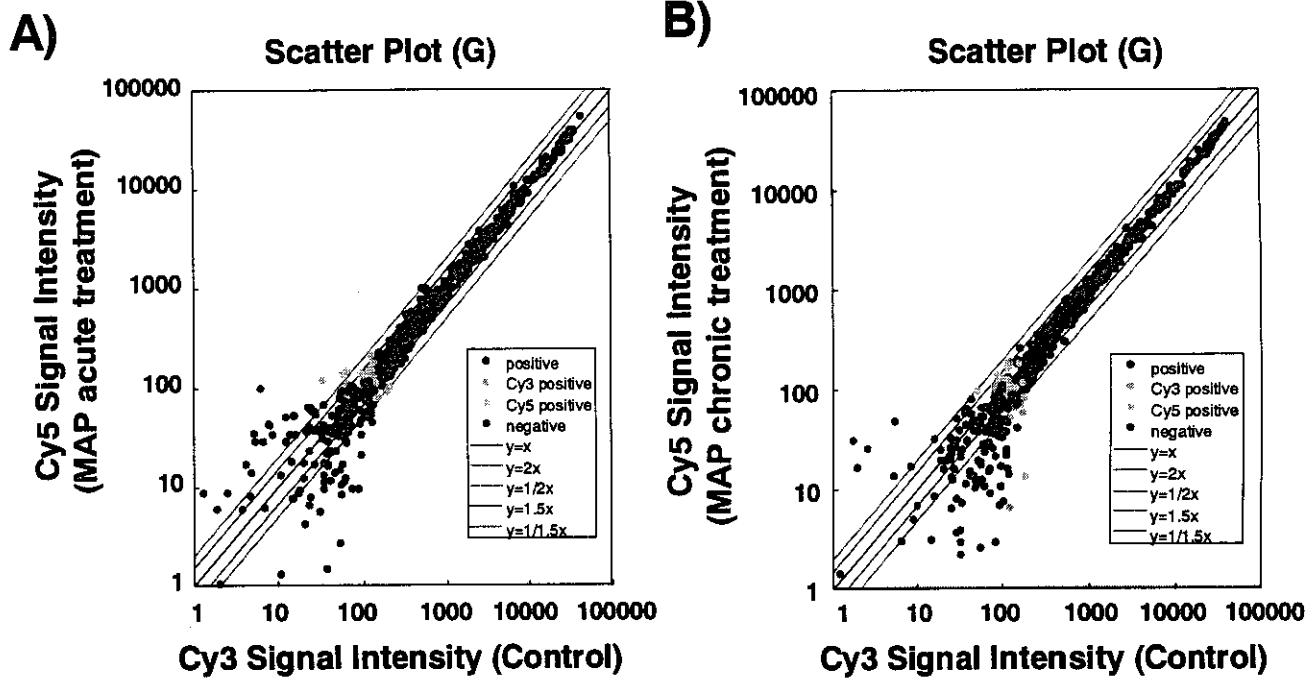 A)
Scatter Plot (G)
100000
10000
1000
100
10
1
Cy5 Signal Intensity
(MAP acute treatment)
positive
Cy3 positive
Cy5 positive
negative
y=x
y=2x
y=1/2x
y=1.5x
y=1/1.5x
1 10 100 1000 10000 100000
Cy3 Signal Intensity (Control)
B)
Scatter Plot (G)
100000
10000
1000
100
10
1
Cy5 Signal Intensity
(MAP chronic treatment)
positive
Cy3 positive
Cy5 positive
negative
y=x
y=2x
y=1/2x
y=1.5x
y=1/1.5x
1 10 100 1000 10000 100000
Cy3 Signal Intensity (Control)